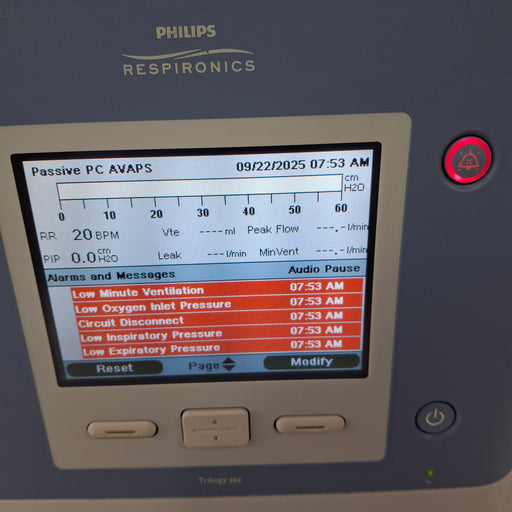 PHILIPS
RESPIRONICS
Passive PC AVAPS 09/22/2025 07:53 AM
cm
H2O
0 10 20 30 40 50 60
RR 20 BPM Vte ---- ml Peak Flow ---.- l/min
PIP 0.0 cm H2O Leak ---- l/min MinVent ---.- l/min
Alarms and Messages Audio Pause
Low Minute Ventilation 07:53 AM
Low Oxygen Inlet Pressure 07:53 AM
Circuit Disconnect 07:53 AM
Low Inspiratory Pressure 07:53 AM
Low Expiratory Pressure 07:53 AM
Reset Page Modify
Trilogy